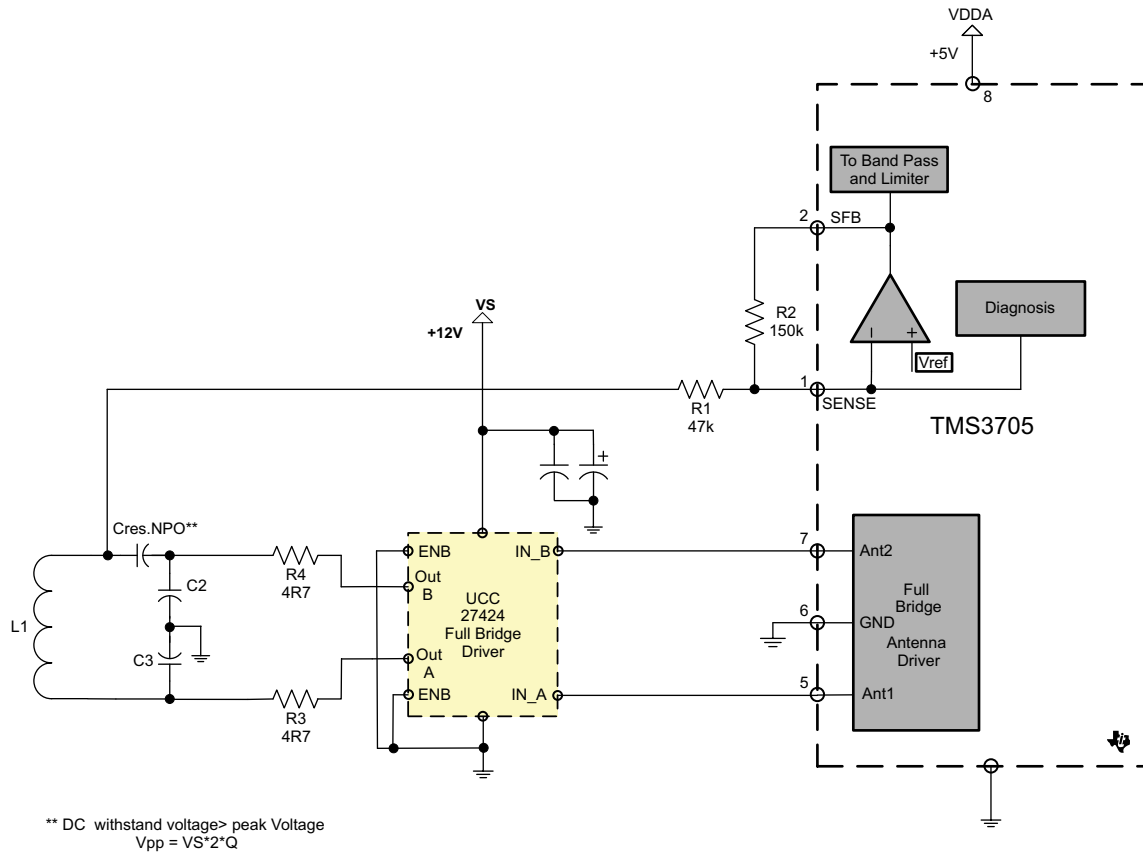 VDDA
+5V
8
To Band Pass
and Limiter
2
SFB
R2
150k
Diagnosis
VS
+12V
Vref
1
SENSE
R1
47k
TMS3705
+
Cres.NPO**
ENB
IN_B
7
Ant2
R4
4R7
C2
Out
B
UCC
27424
Full Bridge
Driver
Full
Bridge
Antenna
Driver
6
GND
L1
C3
Out
A
ENB
IN_A
5
Ant1
R3
4R7
** DC withstand voltage> peak Voltage
Vpp = VS*2*Q